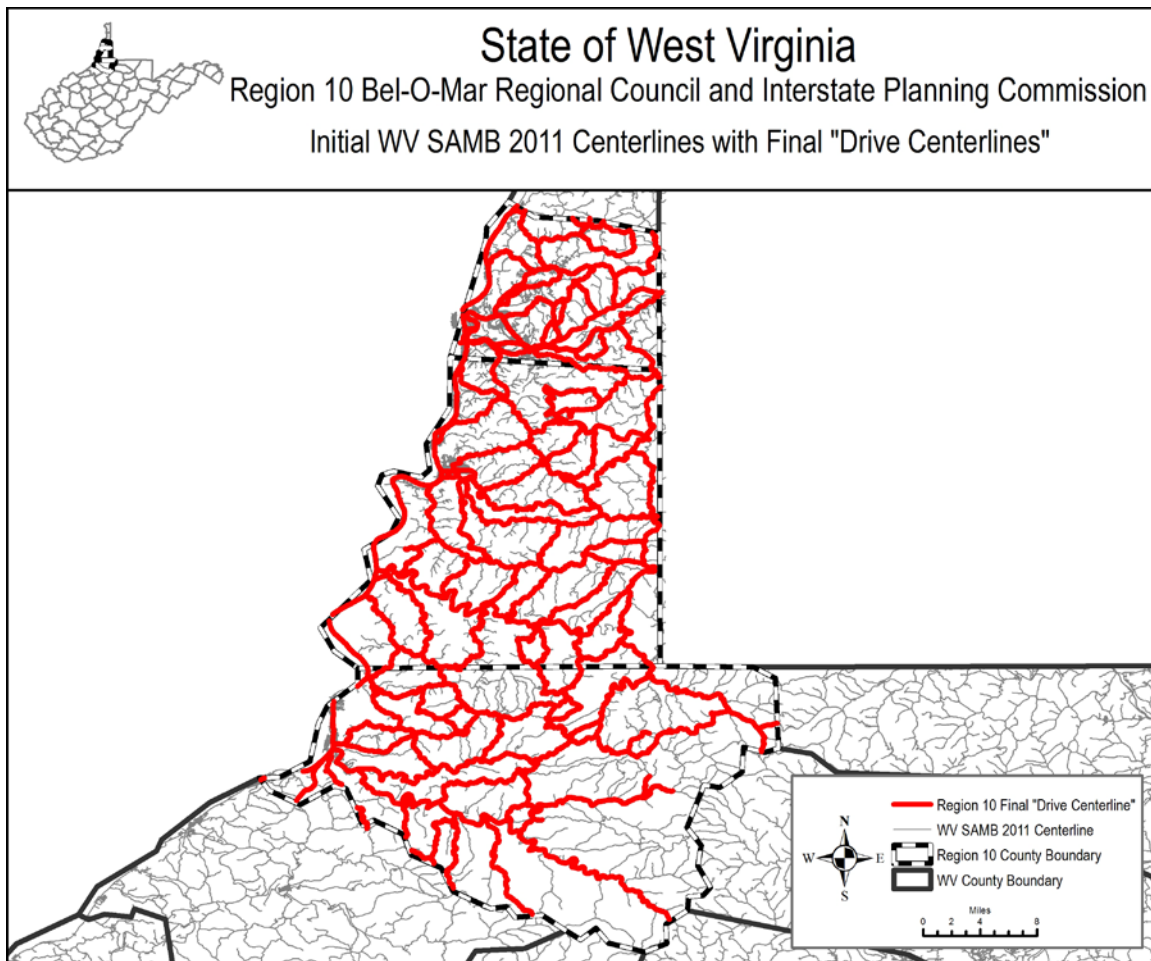 State of West Virginia
Region 10 Bel-O-Mar Regional Council and Interstate Planning Commission
Initial WV SAMB 2011 Centerlines with Final "Drive Centerlines"
Region 10 Final "Drive Centerline"
WV SAMB 2011 Centerline
Region 10 County Boundary
WV County Boundary
N
W E
S
Miles
0 2 4 8